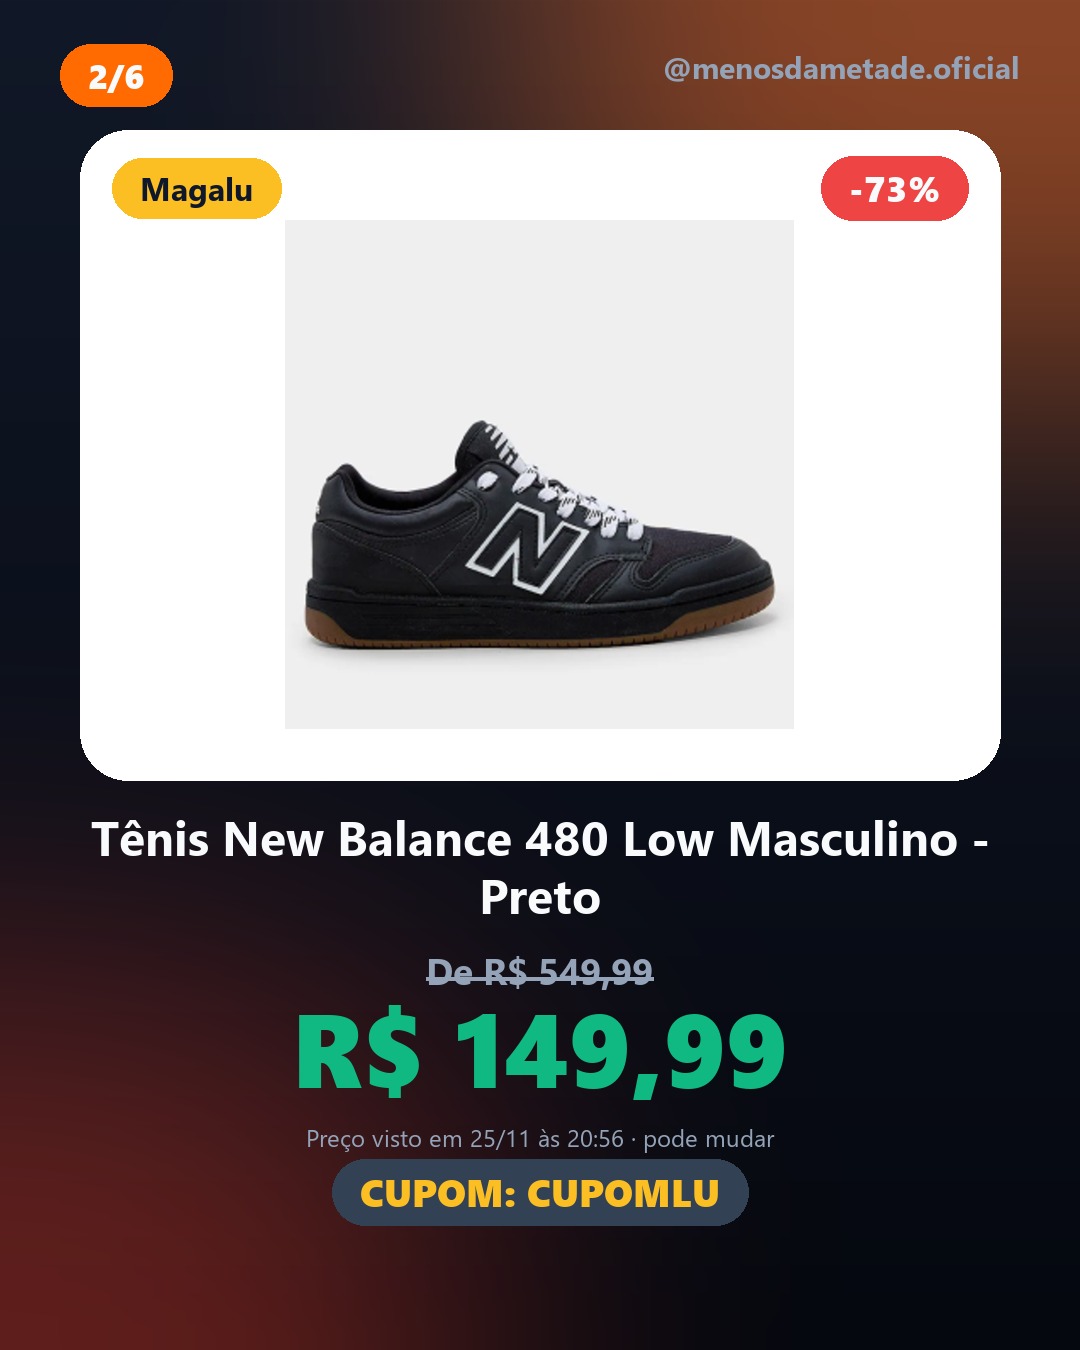 2/6
@menosdametade.oficial
Magalu
-73%
N
Tênis New Balance 480 Low Masculino -
Preto
De R$ 549,99
R$ 149,99
Preço visto em 25/11 às 20:56 · pode mudar
CUPOM: CUPOMLU